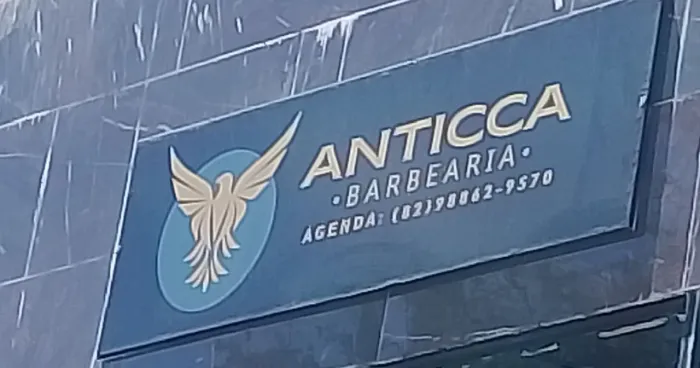 ANTICCA
•BARBEARIA•
AGENDA: (82)98862-9570